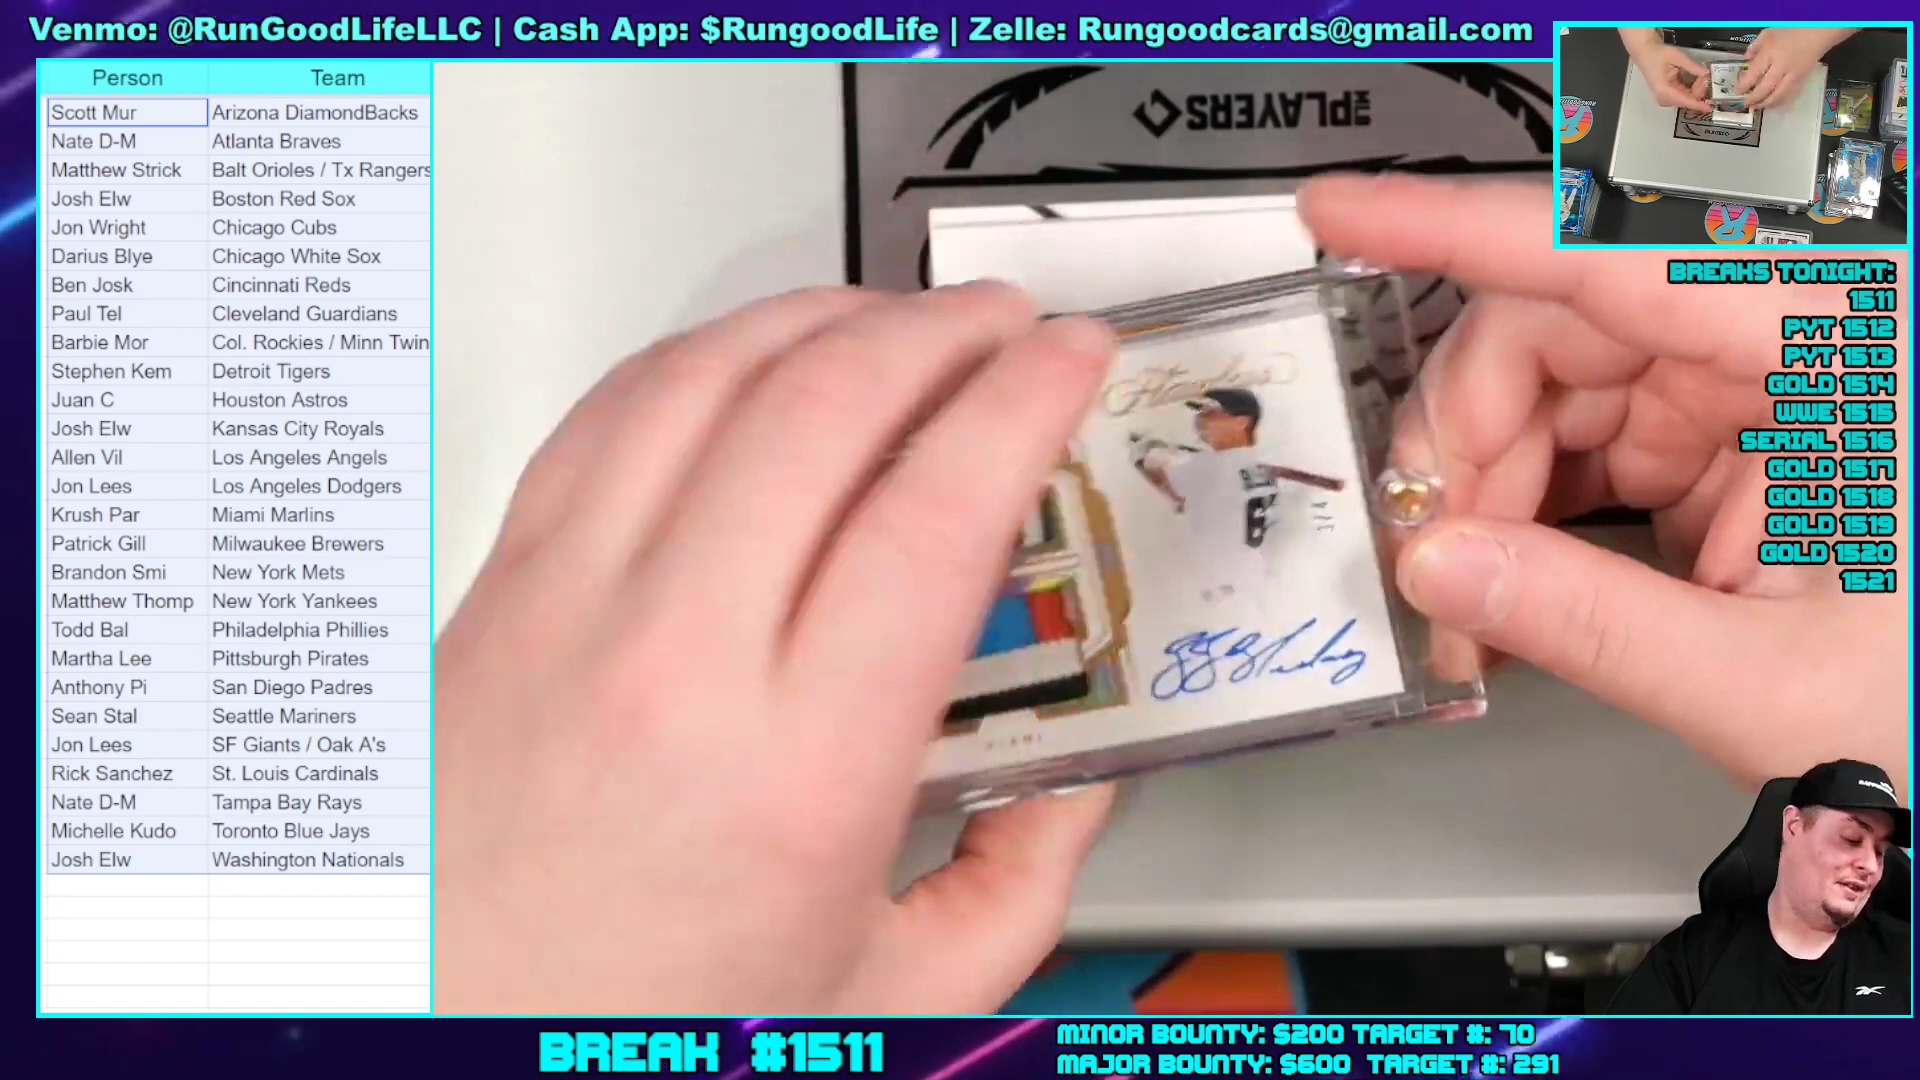 Venmo: @RunGoodLifeLLC | Cash App: $RungoodLife | Zelle: Rungoodcards@gmail.com
Person Team
Scott Mur Arizona DiamondBacks
Nate D-M Atlanta Braves
Matthew Strick Balt Orioles / Tx Rangers
Josh Elw Boston Red Sox
Jon Wright Chicago Cubs
Darius Blye Chicago White Sox
Ben Josk Cincinnati Reds
Paul Tel Cleveland Guardians
Barbie Mor Col. Rockies / Minn Twin
Stephen Kem Detroit Tigers
Juan C Houston Astros
Josh Elw Kansas City Royals
Allen Vil Los Angeles Angels
Jon Lees Los Angeles Dodgers
Krush Par Miami Marlins
Patrick Gill Milwaukee Brewers
Brandon Smi New York Mets
Matthew Thomp New York Yankees
Todd Bal Philadelphia Phillies
Martha Lee Pittsburgh Pirates
Anthony Pi San Diego Padres
Sean Stal Seattle Mariners
Jon Lees SF Giants / Oak A's
Rick Sanchez St. Louis Cardinals
Nate D-M Tampa Bay Rays
Michelle Kudo Toronto Blue Jays
Josh Elw Washington Nationals
MLB PLAYERS
BREAKS TONIGHT:
1511
PYT 1512
PYT 1513
GOLD 1514
WWE 1515
SERIAL 1516
GOLD 1517
GOLD 1518
GOLD 1519
GOLD 1520
1521
BREAK #1511
MINOR BOUNTY: $200 TARGET #: 70
MAJOR BOUNTY: $600 TARGET #: 291